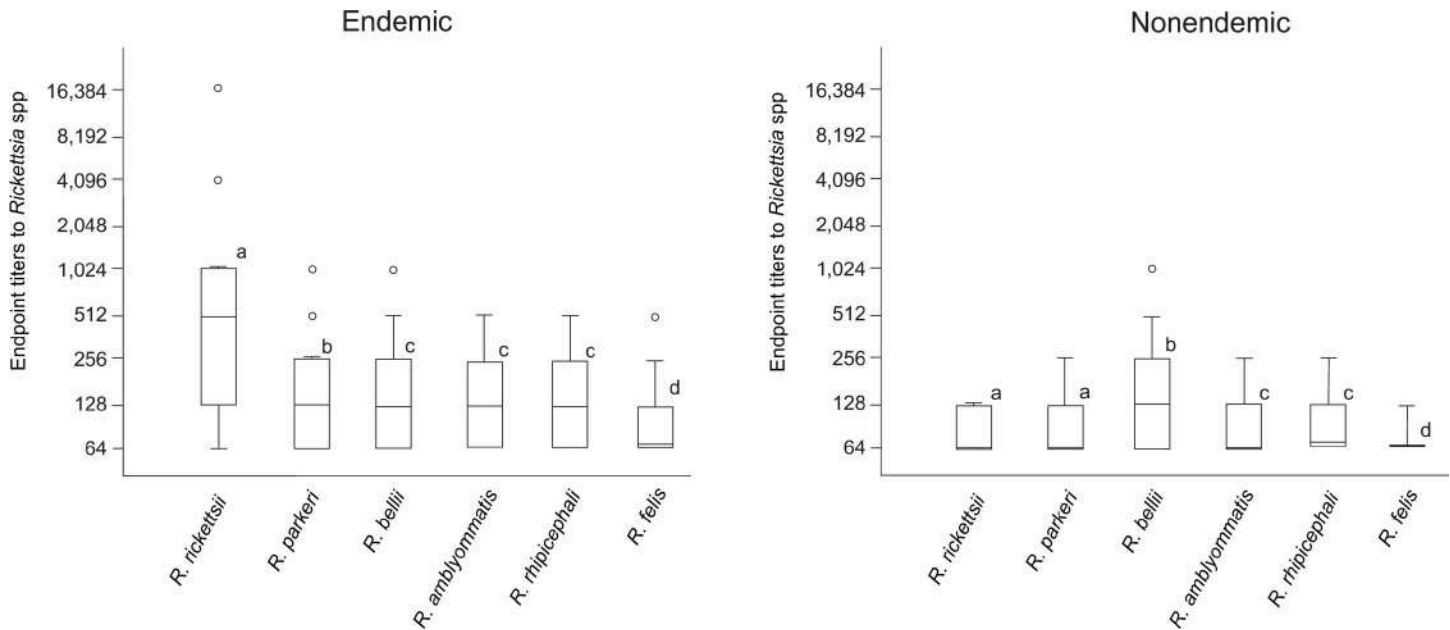 Endemic
Endpoint titers to Rickettsia spp
16,384
8,192
4,096
2,048
1,024
512
256
128
64
a
b
c
c
c
d
R. rickettsii
R. parkeri
R. bellii
R. amblyommatis
R. rhipicephali
R. felis
Nonendemic
Endpoint titers to Rickettsia spp
16,384
8,192
4,096
2,048
1,024
512
256
128
64
a
a
b
c
c
d
R. rickettsii
R. parkeri
R. bellii
R. amblyommatis
R. rhipicephali
R. felis